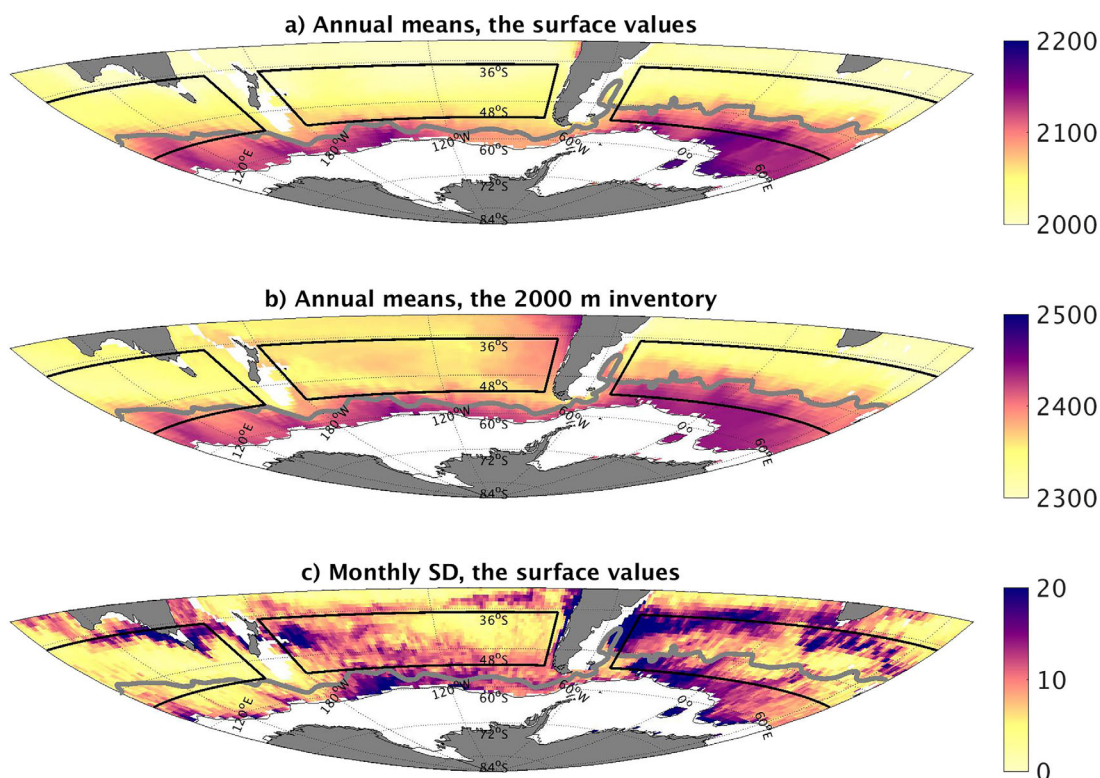 a) Annual means, the surface values
36°S
48°S
60°W
120°W
60°S
180°W
120°E
72°S
0°
60°E
84°S
2200
2100
2000
b) Annual means, the 2000 m inventory
36°S
48°S
60°W
120°W
60°S
180°W
120°E
72°S
0°
60°E
84°S
2500
2400
2300
c) Monthly SD, the surface values
36°S
48°S
60°W
120°W
60°S
180°W
120°E
72°S
0°
60°E
84°S
20
10
0